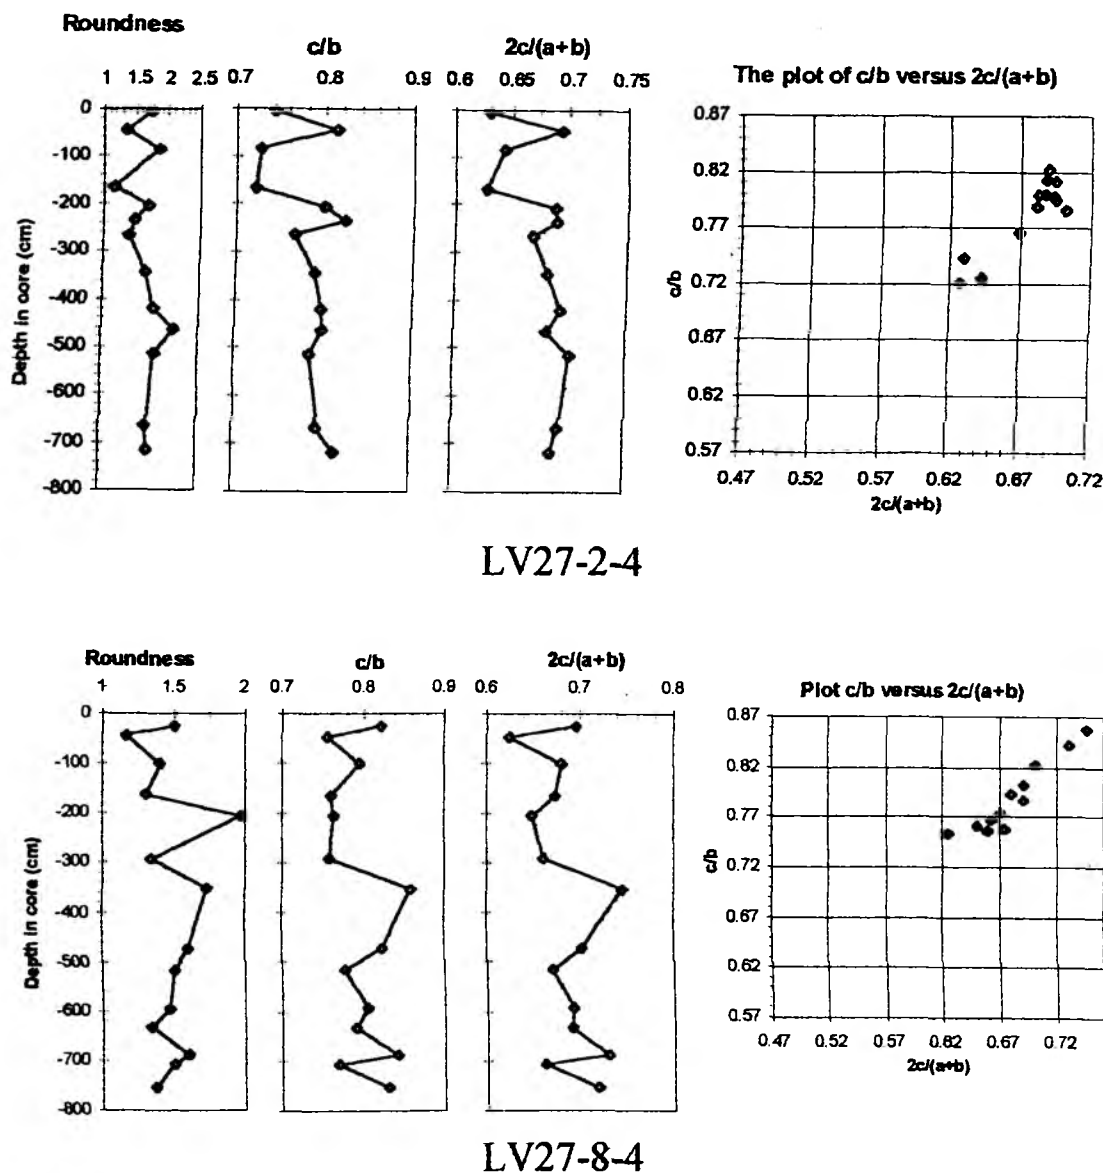 Roundness
c/b
2c/(a+b)
1 1.5 2 2.5
0.7 0.8 0.9
0.6 0.65 0.7 0.75
0
-100
-200
-300
-400
-500
-600
-700
-800
Depth in core (cm)
The plot of c/b versus 2c/(a+b)
0.87
0.82
0.77
0.72
0.67
0.62
0.57
c/b
0.47 0.52 0.57 0.62 0.67 0.72
2c/(a+b)
LV27-2-4
Roundness
c/b
2c/(a+b)
1 1.5 2
0.7 0.8 0.9
0.6 0.7 0.8
0
-100
-200
-300
-400
-500
-600
-700
-800
Depth in core (cm)
Plot c/b versus 2c/(a+b)
0.87
0.82
0.77
0.72
0.67
0.62
0.57
c/b
0.47 0.52 0.57 0.62 0.67 0.72
2c/(a+b)
LV27-8-4